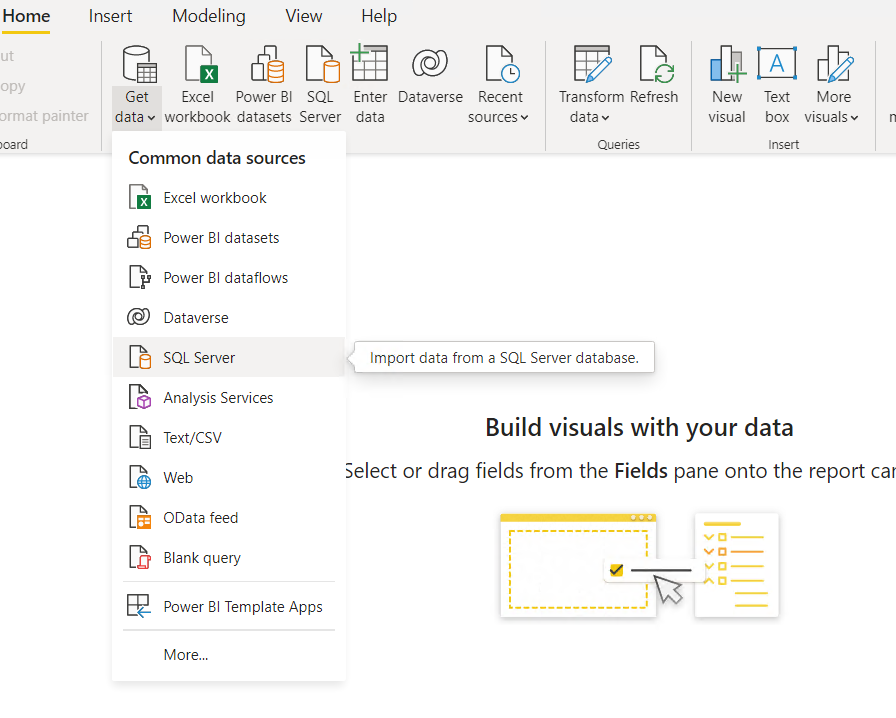 Home Insert Modeling View Help
ut
opy
ormat painter
oard
Get data
Excel workbook
Power BI datasets
SQL Server
Enter data
Dataverse
Recent sources
Transform data
Refresh
Queries
New visual
Text box
More visuals
Insert
Common data sources
Excel workbook
Power BI datasets
Power BI dataflows
Dataverse
SQL Server
Import data from a SQL Server database.
Analysis Services
Text/CSV
Web
OData feed
Blank query
Power BI Template Apps
More...
Build visuals with your data
Select or drag fields from the Fields pane onto the report can